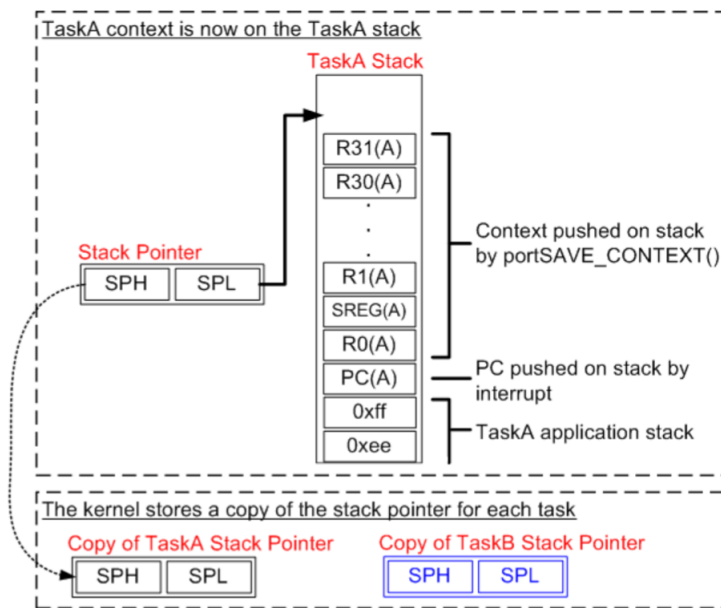 TaskA context is now on the TaskA stack
TaskA Stack
R31(A)
R30(A)
.
.
.
Stack Pointer
SPH SPL
Context pushed on stack
by portSAVE_CONTEXT()
R1(A)
SREG(A)
R0(A)
PC(A)
PC pushed on stack by
interrupt
0xff
0xee
TaskA application stack
The kernel stores a copy of the stack pointer for each task
Copy of TaskA Stack Pointer
SPH SPL
Copy of TaskB Stack Pointer
SPH SPL